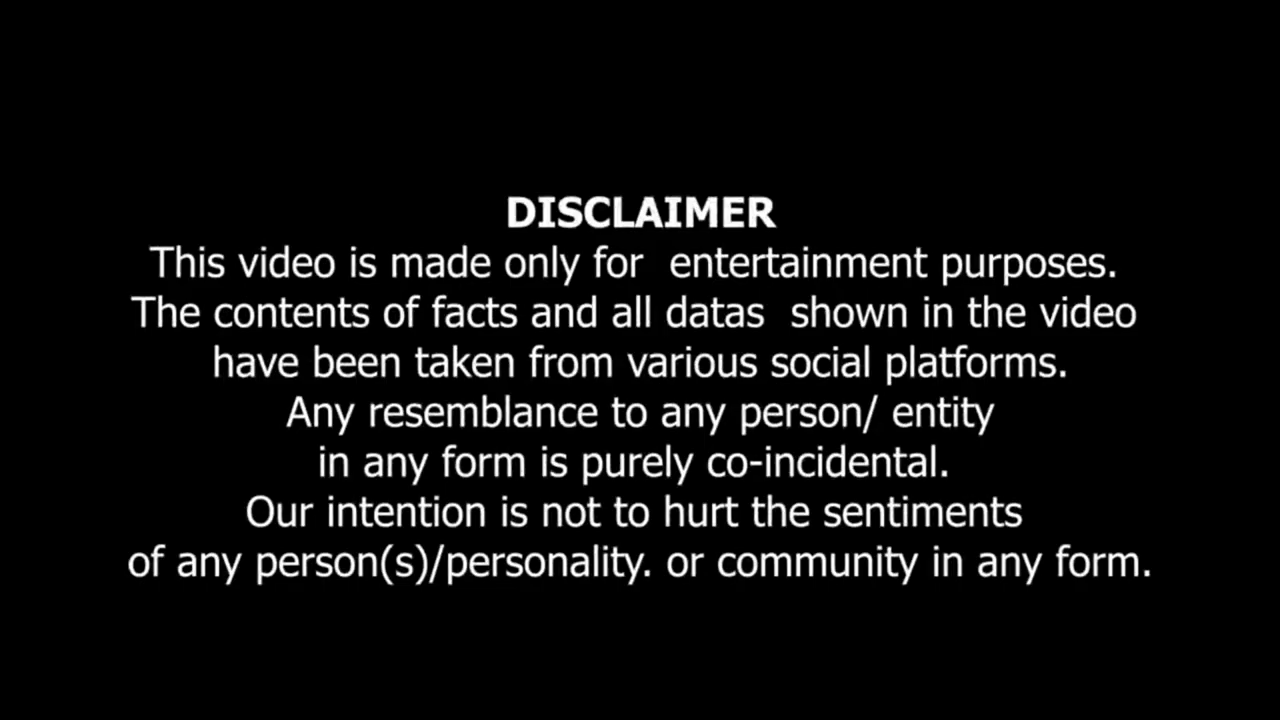 DISCLAIMER
This video is made only for  entertainment purposes.
The contents of facts and all datas  shown in the video
have been taken from various social platforms.
Any resemblance to any person/ entity
in any form is purely co-incidental.
Our intention is not to hurt the sentiments
of any person(s)/personality. or community in any form.